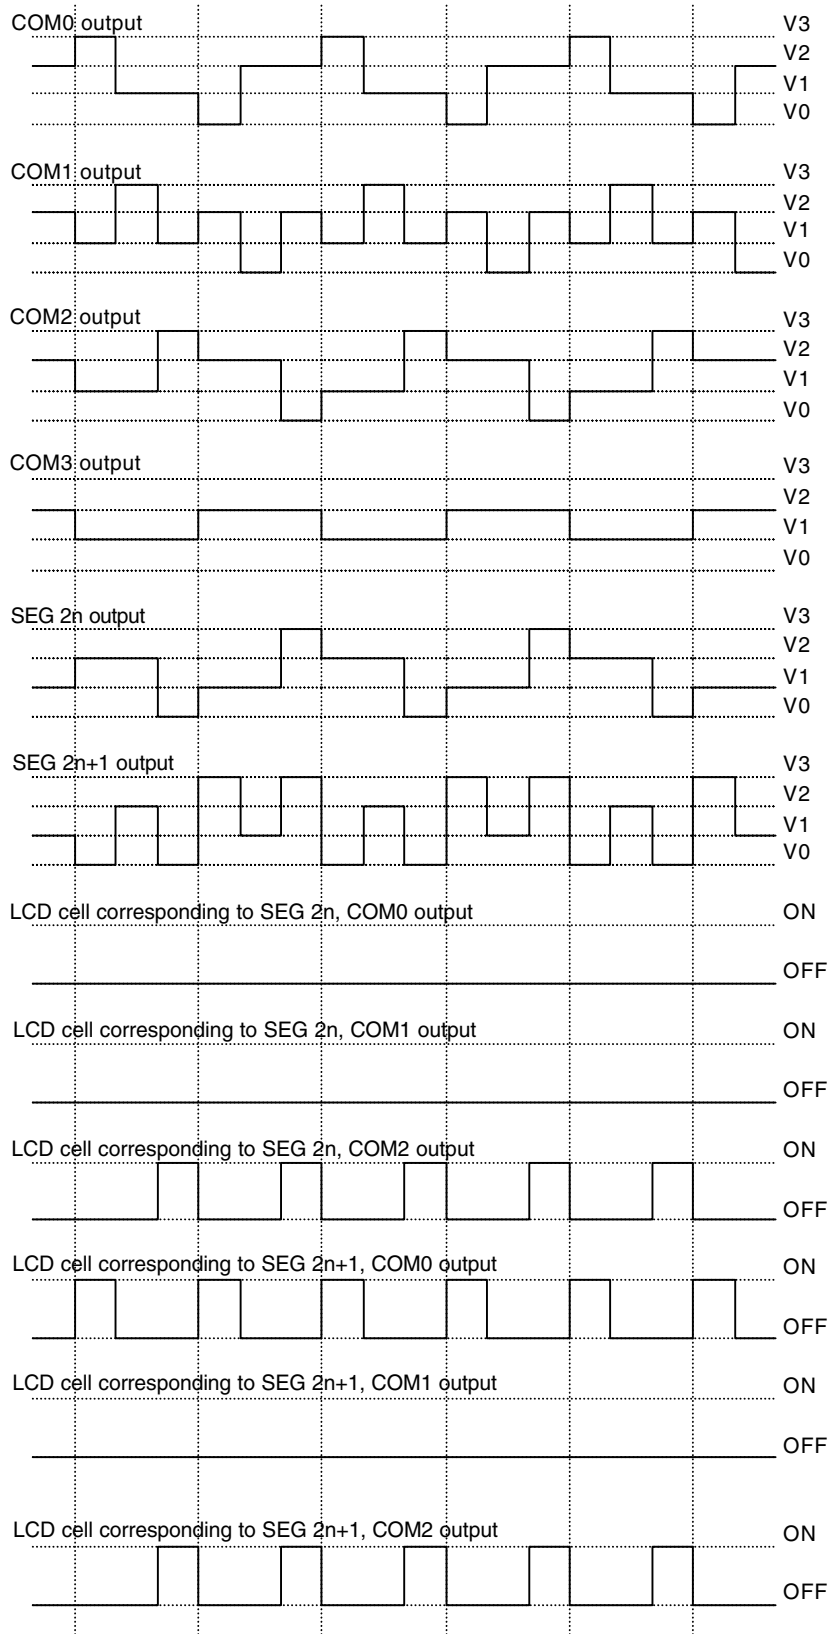 COM0 output
V3
V2
V1
V0
COM1 output
V3
V2
V1
V0
COM2 output
V3
V2
V1
V0
COM3 output
V3
V2
V1
V0
SEG 2n output
V3
V2
V1
V0
SEG 2n+1 output
V3
V2
V1
V0
LCD cell corresponding to SEG 2n, COM0 output
ON
OFF
LCD cell corresponding to SEG 2n, COM1 output
ON
OFF
LCD cell corresponding to SEG 2n, COM2 output
ON
OFF
LCD cell corresponding to SEG 2n+1, COM0 output
ON
OFF
LCD cell corresponding to SEG 2n+1, COM1 output
ON
OFF
LCD cell corresponding to SEG 2n+1, COM2 output
ON
OFF